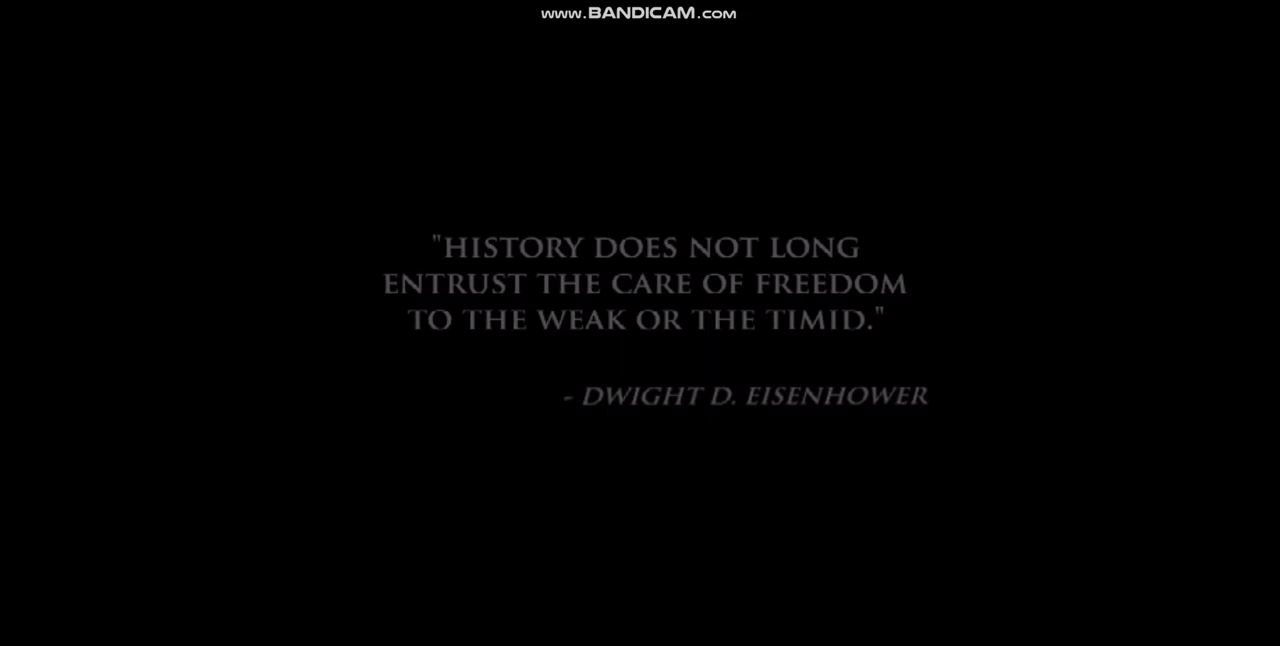 www.BANDICAM.com
"HISTORY DOES NOT LONG
ENTRUST THE CARE OF FREEDOM
TO THE WEAK OR THE TIMID."
- DWIGHT D. EISENHOWER